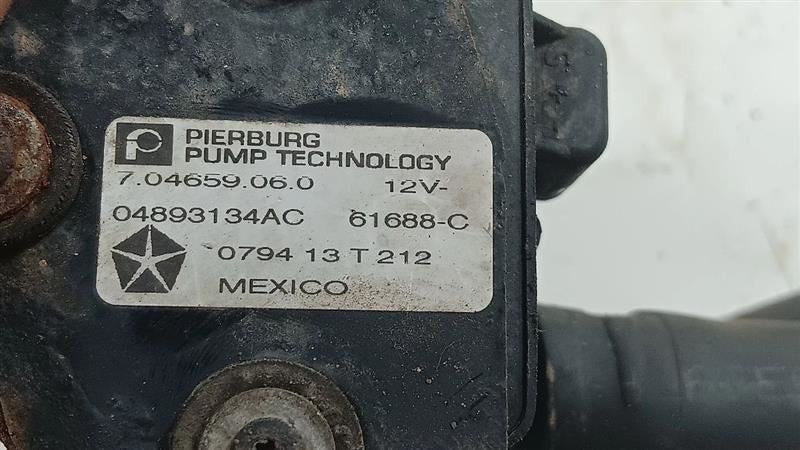 PIERBURG
PUMP TECHNOLOGY
7.04659.06.0 12V-
04893134AC 61688-C
0794 13 T 212
MEXICO